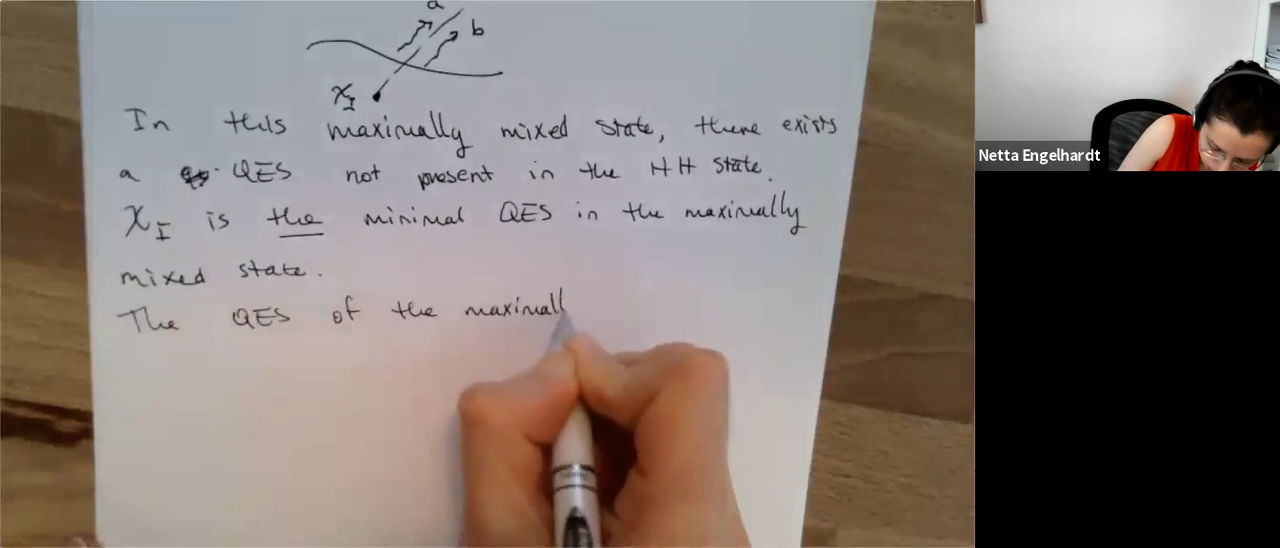 a
b
χ_I
In this maximally mixed state, there exists
a QES not present in the HH state.
χ_I is the minimal QES in the maximally
mixed state.
The QES of the maximall
Netta Engelhardt